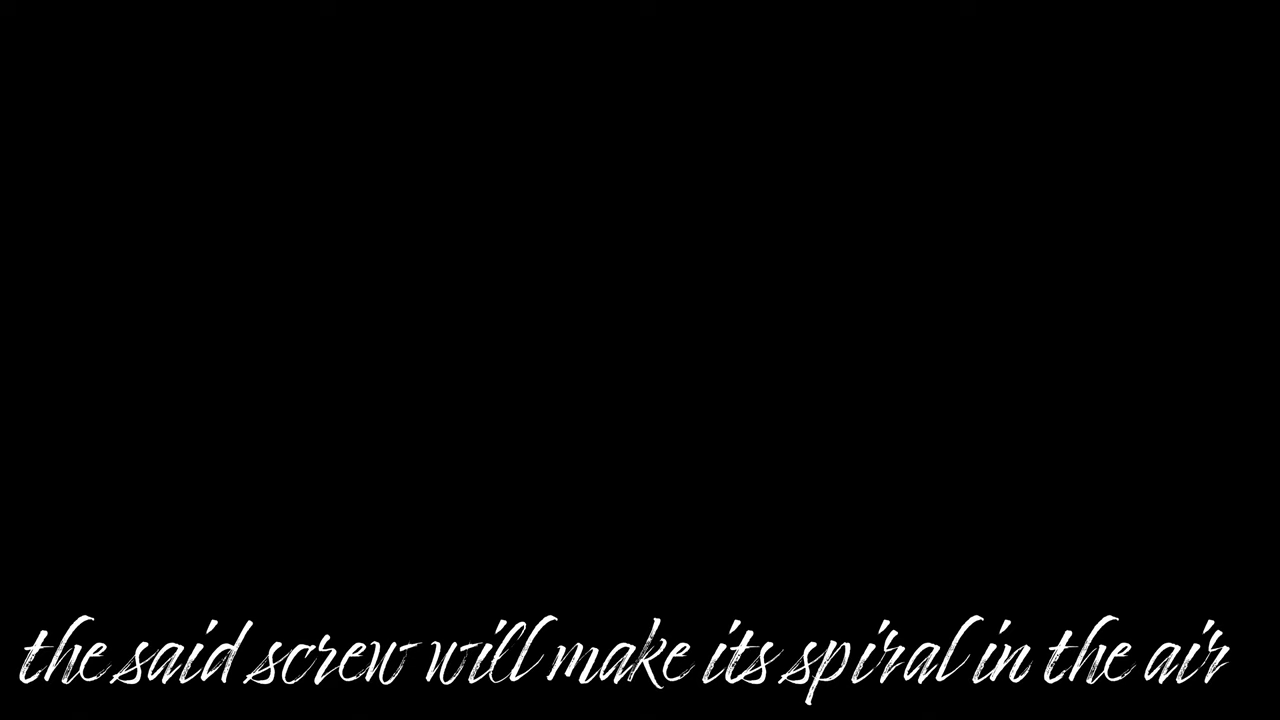 the said screw will make its spiral in the air